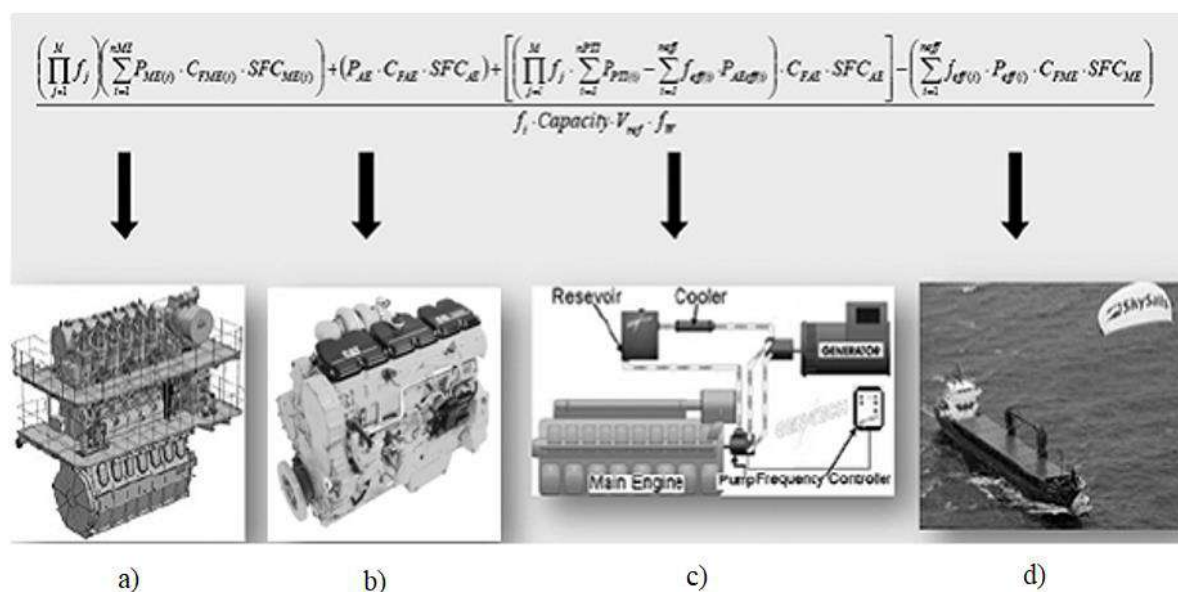 (∏_{j=1}^{M} f_j)(∑_{i=1}^{nME} P_{ME(i)} · C_{FME(i)} · SFC_{ME(i)}) + (P_{AE} · C_{FAE} · SFC_{AE}) + [(∏_{j=1}^{M} f_j · ∑_{i=1}^{nPTI} P_{PTI(i)} − ∑_{i=1}^{neff} f_{eff(i)} · P_{AEeff(i)}) · C_{FAE} · SFC_{AE}] − (∑_{i=1}^{neff} f_{eff(i)} · P_{eff(i)} · C_{FME} · SFC_{ME})
f_i · Capacity · V_{ref} · f_W
Resevoir Cooler
SkySails
CAT
GENERATOR
Main Engine Pump Frequency Controller
a) b) c) d)